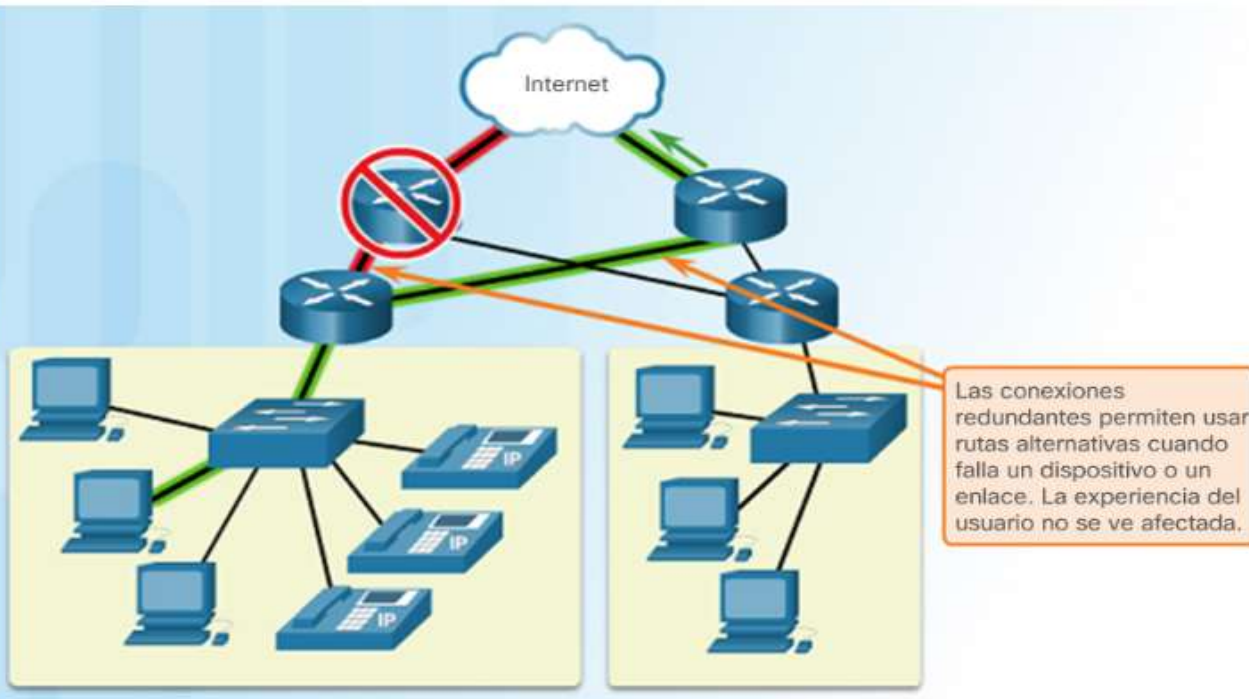 Internet
IP
IP
IP
Las conexiones
redundantes permiten usar
rutas alternativas cuando
falla un dispositivo o un
enlace. La experiencia del
usuario no se ve afectada.